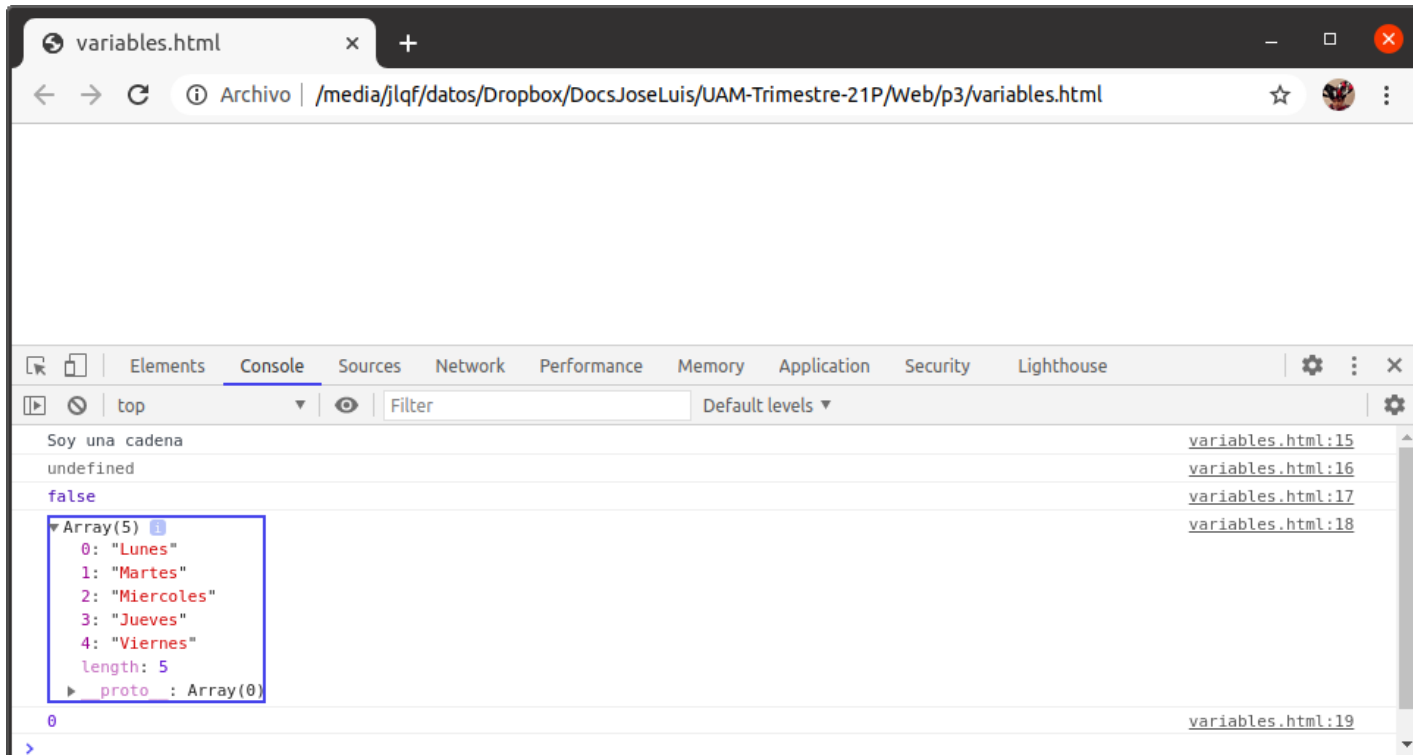 variables.html
Archivo | /media/jlqf/datos/Dropbox/DocsJoseLuis/UAM-Trimestre-21P/Web/p3/variables.html
Elements Console Sources Network Performance Memory Application Security Lighthouse
top Filter Default levels
Soy una cadena variables.html:15
undefined variables.html:16
false variables.html:17
Array(5) i variables.html:18
0: "Lunes"
1: "Martes"
2: "Miercoles"
3: "Jueves"
4: "Viernes"
length: 5
__proto__: Array(0)
0 variables.html:19